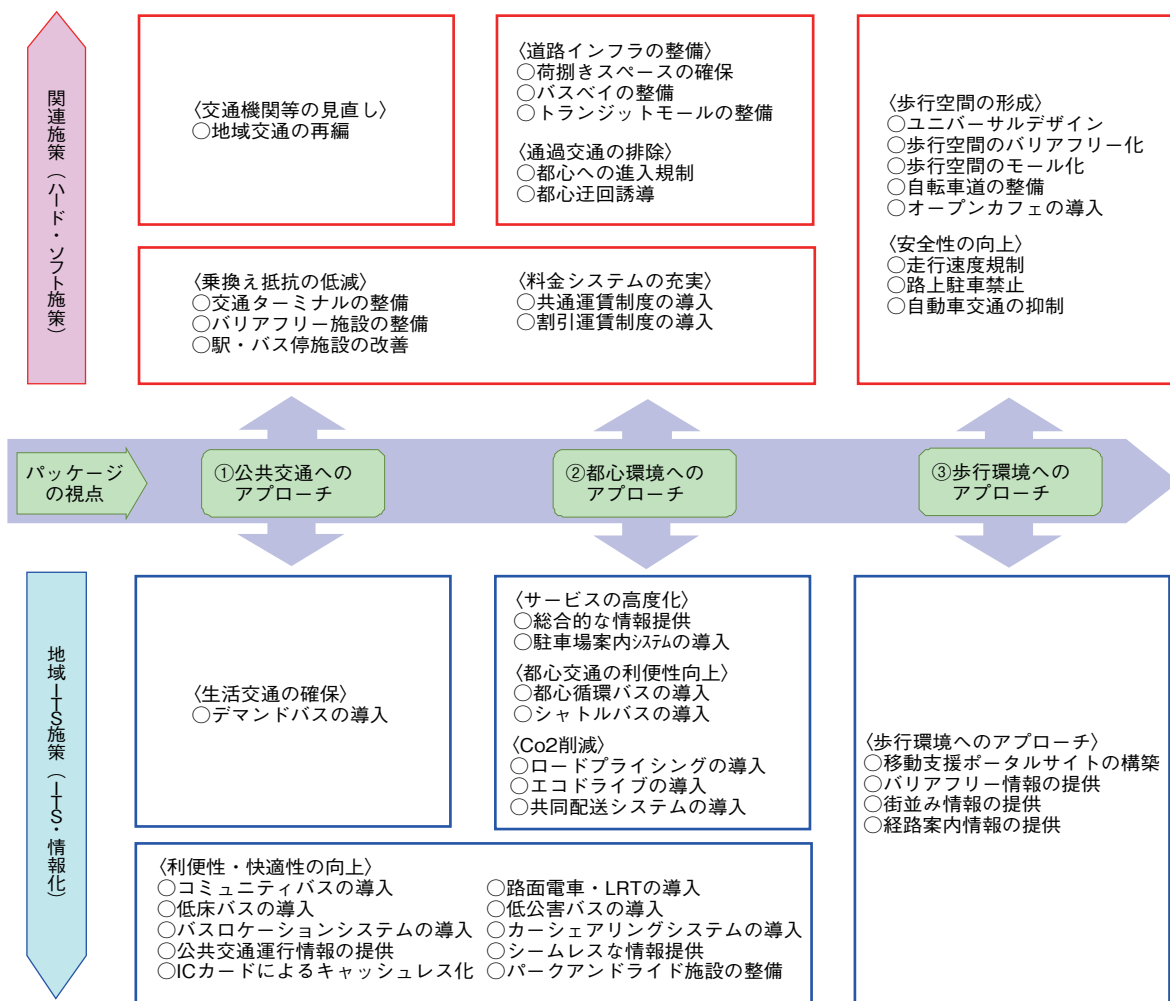 関連施策（ハード・ソフト施策）
〈交通機関等の見直し〉
○地域交通の再編
〈道路インフラの整備〉
○荷捌きスペースの確保
○バスベイの整備
○トランジットモールの整備
〈通過交通の排除〉
○都心への進入規制
○都心迂回誘導
〈歩行空間の形成〉
○ユニバーサルデザイン
○歩行空間のバリアフリー化
○歩行空間のモール化
○自転車道の整備
○オープンカフェの導入
〈安全性の向上〉
○走行速度規制
○路上駐車禁止
○自動車交通の抑制
〈乗換え抵抗の低減〉
○交通ターミナルの整備
○バリアフリー施設の整備
○駅・バス停施設の改善
〈料金システムの充実〉
○共通運賃制度の導入
○割引運賃制度の導入
パッケージ
の視点
①公共交通への
アプローチ
②都心環境への
アプローチ
③歩行環境への
アプローチ
地域ITS施策（ITS・情報化）
〈生活交通の確保〉
○デマンドバスの導入
〈サービスの高度化〉
○総合的な情報提供
○駐車場案内ｼｽﾃﾑの導入
〈都心交通の利便性向上〉
○都心循環バスの導入
○シャトルバスの導入
〈Co2削減〉
○ロードプライシングの導入
○エコドライブの導入
○共同配送システムの導入
〈歩行環境へのアプローチ〉
○移動支援ポータルサイトの構築
○バリアフリー情報の提供
○街並み情報の提供
○経路案内情報の提供
〈利便性・快適性の向上〉
○コミュニティバスの導入
○低床バスの導入
○バスロケーションシステムの導入
○公共交通運行情報の提供
○ICカードによるキャッシュレス化
○路面電車・LRTの導入
○低公害バスの導入
○カーシェアリングシステムの導入
○シームレスな情報提供
○パークアンドライド施設の整備